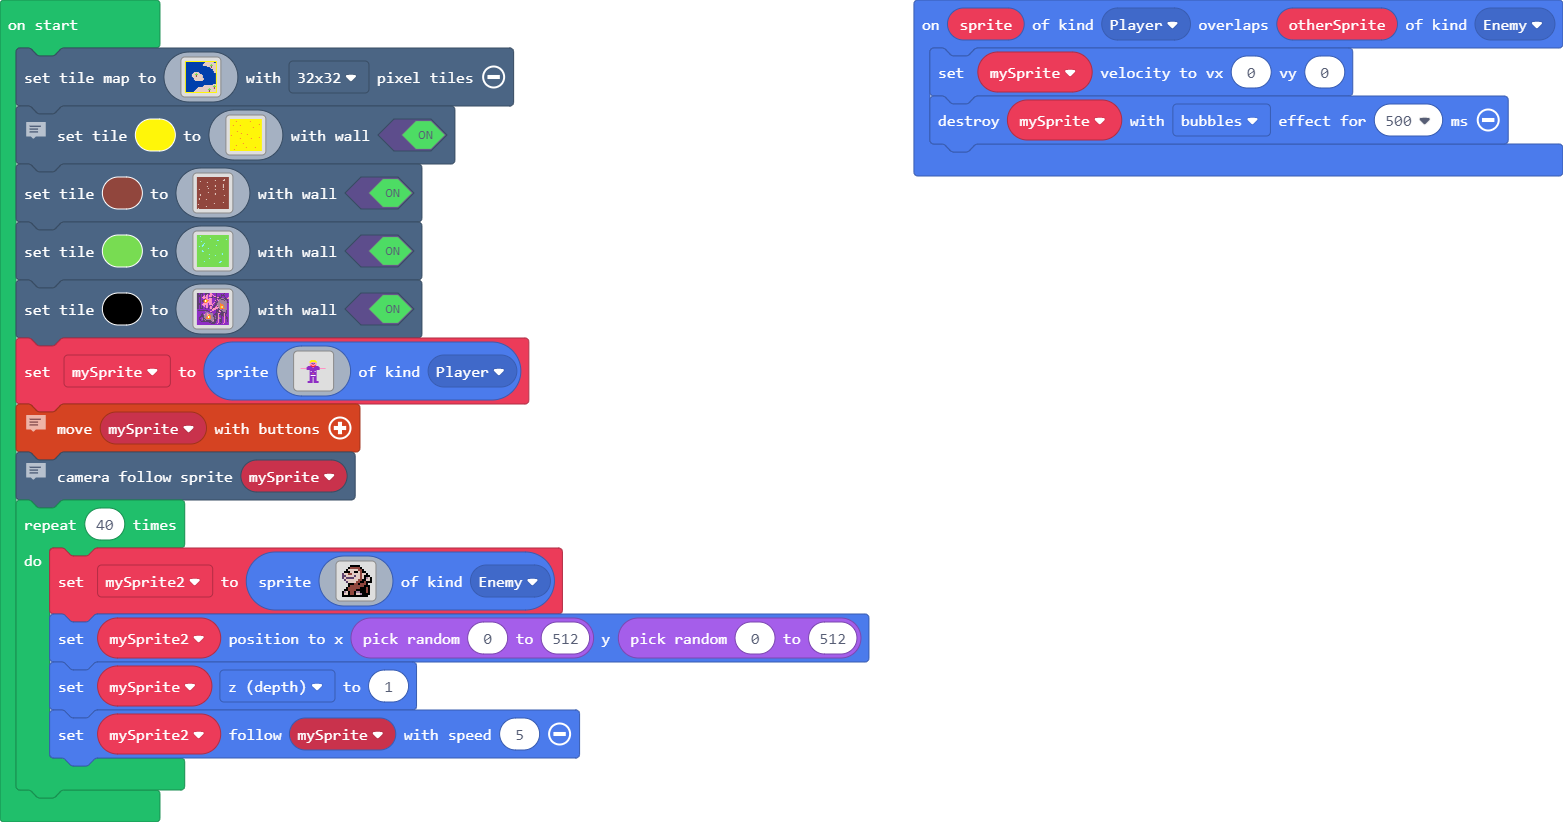 on start
set tile map to with 32x32 pixel tiles
set tile to with wall ON
set tile to with wall ON
set tile to with wall ON
set tile to with wall ON
set mySprite to sprite of kind Player
move mySprite with buttons
camera follow sprite mySprite
repeat 40 times
do
set mySprite2 to sprite of kind Enemy
set mySprite2 position to x pick random 0 to 512 y pick random 0 to 512
set mySprite z (depth) to 1
set mySprite2 follow mySprite with speed 5
on sprite of kind Player overlaps otherSprite of kind Enemy
set mySprite velocity to vx 0 vy 0
destroy mySprite with bubbles effect for 500 ms